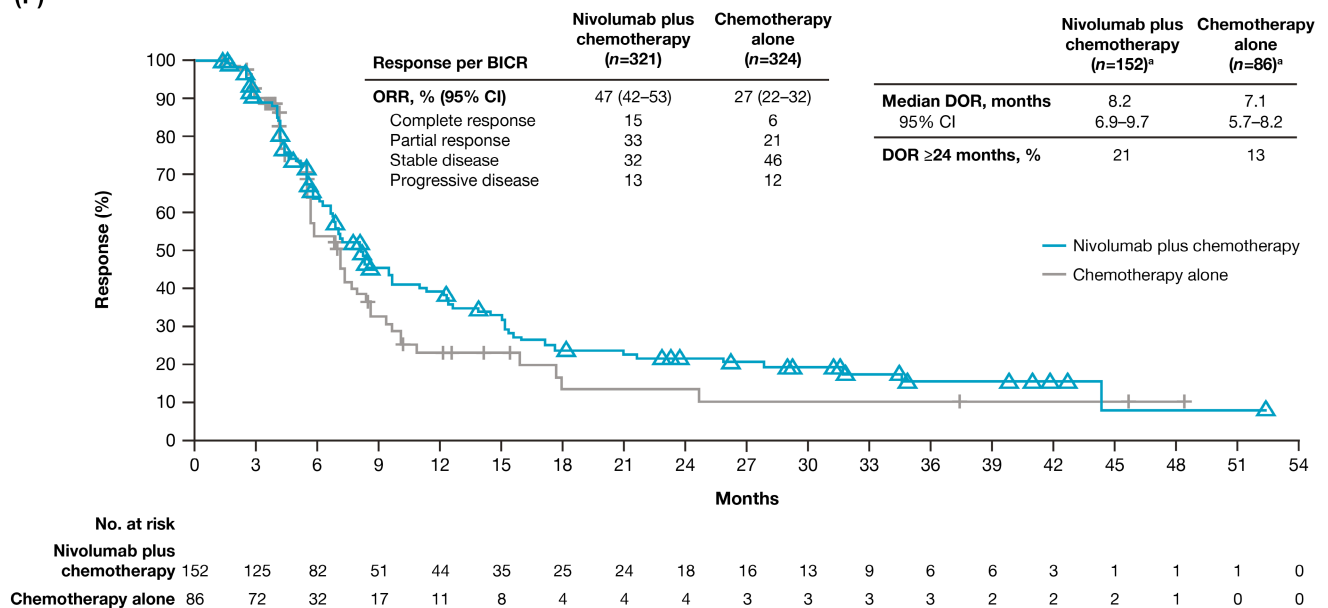 Nivolumab plus chemotherapy (n=321)
Chemotherapy alone (n=324)
Response per BICR
ORR, % (95% CI) 47 (42–53) 27 (22–32)
Complete response 15 6
Partial response 33 21
Stable disease 32 46
Progressive disease 13 12
Nivolumab plus chemotherapy (n=152)ᵃ
Chemotherapy alone (n=86)ᵃ
Median DOR, months 8.2 7.1
95% CI 6.9–9.7 5.7–8.2
DOR ≥24 months, % 21 13
Nivolumab plus chemotherapy
Chemotherapy alone
Response (%)
100
90
80
70
60
50
40
30
20
10
0
0 3 6 9 12 15 18 21 24 27 30 33 36 39 42 45 48 51 54
Months
No. at risk
Nivolumab plus
chemotherapy 152 125 82 51 44 35 25 24 18 16 13 9 6 6 3 1 1 1 0
Chemotherapy alone 86 72 32 17 11 8 4 4 4 3 3 3 3 2 2 2 1 0 0